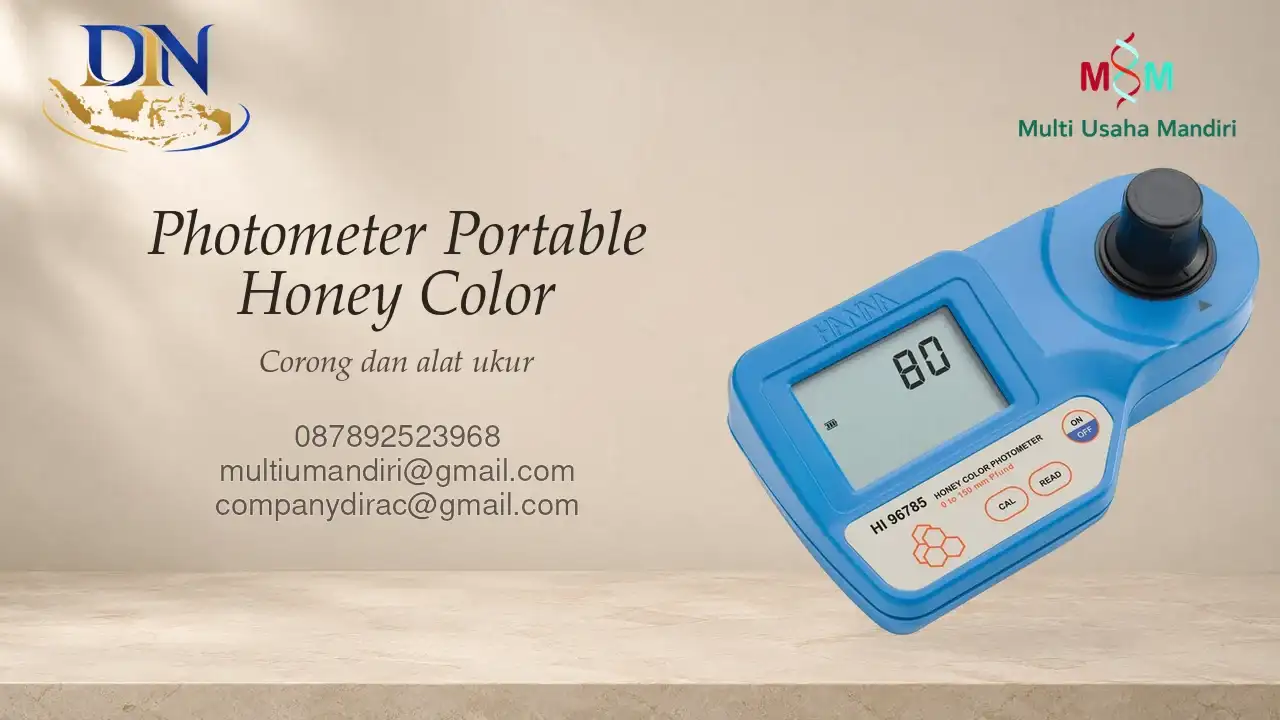 DIN
MSM
Multi Usaha Mandiri
Photometer Portable
Honey Color
Corong dan alat ukur
087892523968
multiumandiri@gmail.com
companydirac@gmail.com
HANNA
80
ON
OFF
HI 96785 HONEY COLOR PHOTOMETER
0 to 150 mm Pfund
CAL
READ